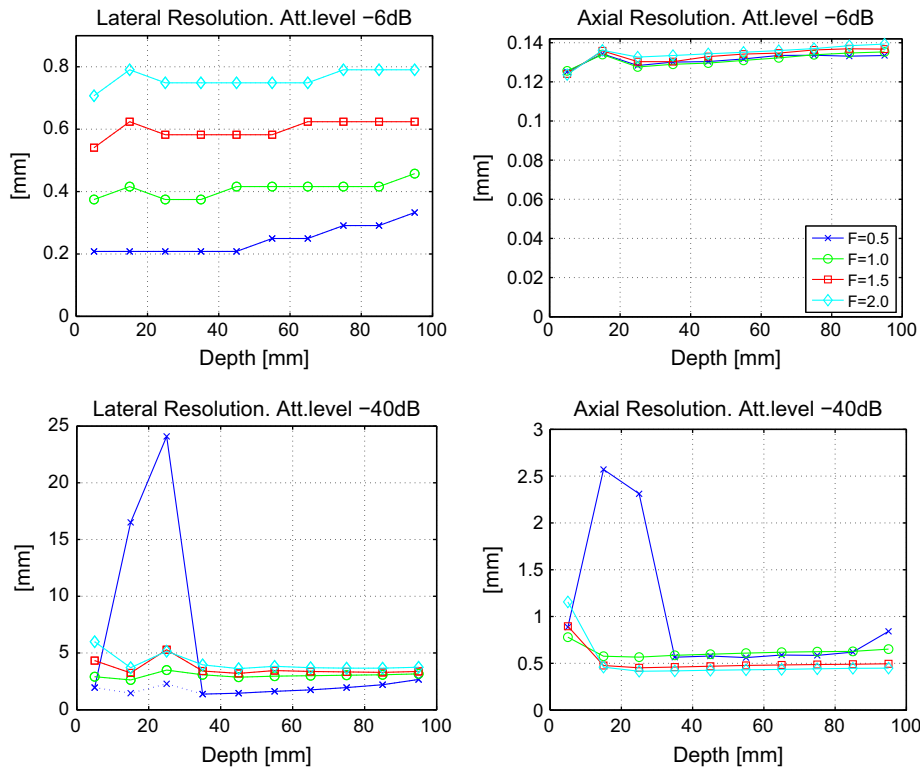 Lateral Resolution. Att.level −6dB
[mm]
0.8
0.6
0.4
0.2
0
0 20 40 60 80 100
Depth [mm]
Axial Resolution. Att.level −6dB
[mm]
0.14
0.12
0.1
0.08
0.06
0.04
0.02
0
F=0.5
F=1.0
F=1.5
F=2.0
0 20 40 60 80 100
Depth [mm]
Lateral Resolution. Att.level −40dB
[mm]
25
20
15
10
5
0
0 20 40 60 80 100
Depth [mm]
Axial Resolution. Att.level −40dB
[mm]
3
2.5
2
1.5
1
0.5
0
0 20 40 60 80 100
Depth [mm]